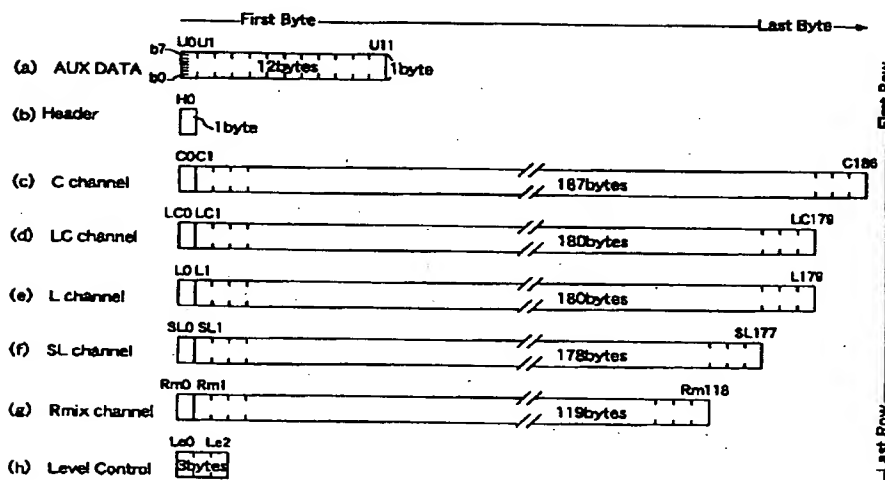 First Byte Last Byte
b7 U0 U1 U11
(a) AUX DATA 12bytes 1byte
b0
H0
(b) Header 1byte
C0 C1 C186
(c) C channel 187bytes
LC0 LC1 LC179
(d) LC channel 180bytes
L0 L1 L179
(e) L channel 180bytes
SL0 SL1 SL177
(f) SL channel 178bytes
Rm0 Rm1 Rm118
(g) Rmix channel 119bytes
Le0 Le2
(h) Level Control 3bytes
First Row
Last Row